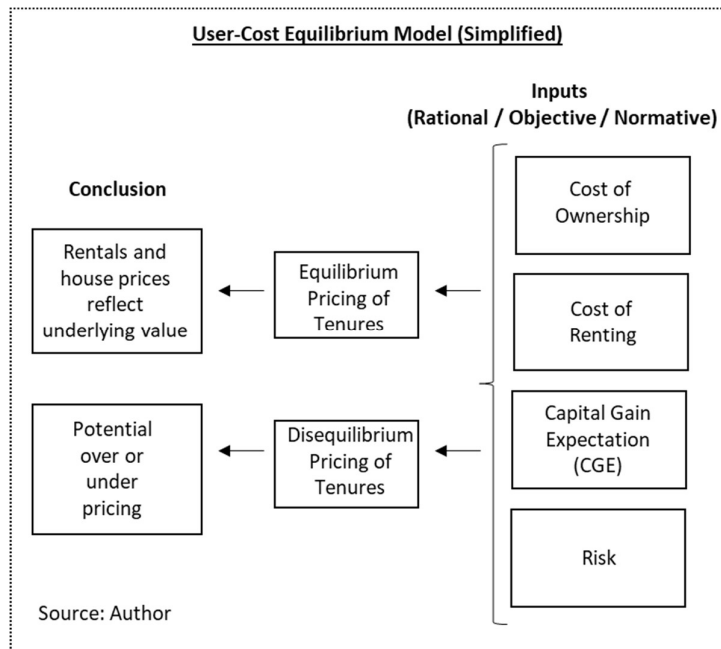 User-Cost Equilibrium Model (Simplified)
Inputs
(Rational / Objective / Normative)
Conclusion
Rentals and
house prices
reflect
underlying value
Equilibrium
Pricing of
Tenures
Cost of
Ownership
Cost of
Renting
Potential
over or
under
pricing
Disequilibrium
Pricing of
Tenures
Capital Gain
Expectation
(CGE)
Risk
Source: Author